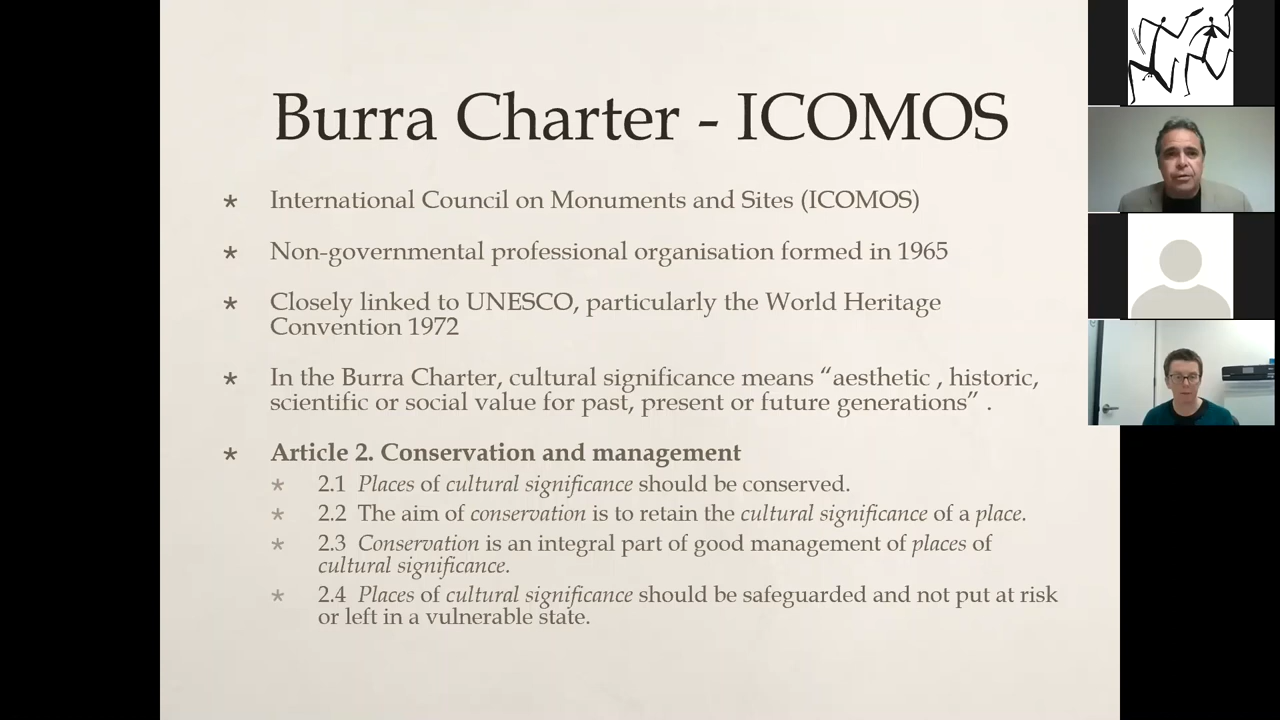 Burra Charter - ICOMOS
* International Council on Monuments and Sites (ICOMOS)
* Non-governmental professional organisation formed in 1965
* Closely linked to UNESCO, particularly the World Heritage
Convention 1972
* In the Burra Charter, cultural significance means “aesthetic , historic,
scientific or social value for past, present or future generations” .
* Article 2. Conservation and management
* 2.1 Places of cultural significance should be conserved.
* 2.2 The aim of conservation is to retain the cultural significance of a place.
* 2.3 Conservation is an integral part of good management of places of
cultural significance.
* 2.4 Places of cultural significance should be safeguarded and not put at risk
or left in a vulnerable state.